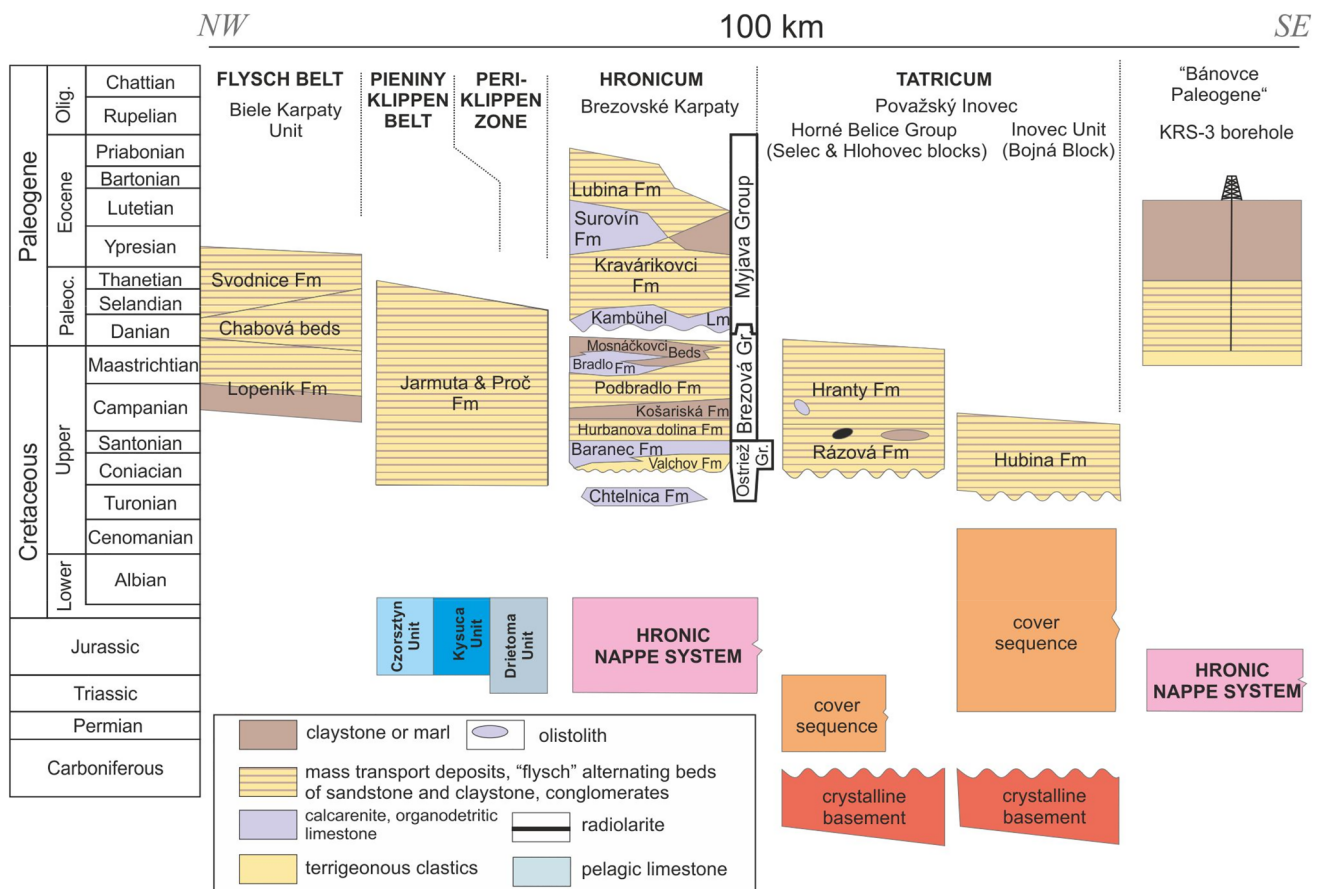 NW
100 km
SE
Paleogene
Cretaceous
Olig.
Eocene
Paleoc.
Upper
Lower
Chattian
Rupelian
Priabonian
Bartonian
Lutetian
Ypresian
Thanetian
Selandian
Danian
Maastrichtian
Campanian
Santonian
Coniacian
Turonian
Cenomanian
Albian
Jurassic
Triassic
Permian
Carboniferous
FLYSCH BELT
Biele Karpaty
Unit
Svodnice Fm
Chabová beds
Lopeník Fm
PIENINY
KLIPPEN
BELT
PERI-
KLIPPEN
ZONE
Jarmuta & Proč
Fm
Czorsztyn
Unit
Kysuca
Unit
Drietoma
Unit
HRONICUM
Brezovské Karpaty
Lubina Fm
Surovín
Fm
Kravárikovci
Fm
Kambühel Lm
Mosnáčkovci
Beds
Bradlo
Fm
Podbradlo Fm
Košariská Fm
Hurbanova dolina Fm
Baranec Fm
Valchov Fm
Chtelnica Fm
Myjava Group
Brezová Gr.
Ostriež
Gr.
HRONIC
NAPPE SYSTEM
TATRICUM
Považský Inovec
Horné Belice Group
(Selec & Hlohovec blocks)
Inovec Unit
(Bojná Block)
Hranty Fm
Rázová Fm
Hubina Fm
cover
sequence
cover
sequence
crystalline
basement
crystalline
basement
“Bánovce
Paleogene“
KRS-3 borehole
HRONIC
NAPPE SYSTEM
claystone or marl
olistolith
mass transport deposits, “flysch” alternating beds
of sandstone and claystone, conglomerates
calcarenite, organodetritic
limestone
radiolarite
terrigeonous clastics
pelagic limestone